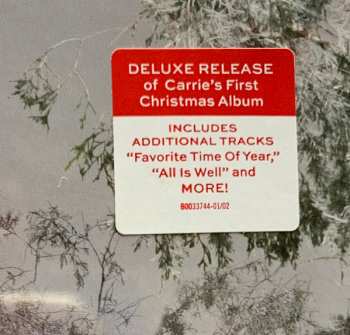 DELUXE RELEASE
of Carrie's First
Christmas Album
INCLUDES
ADDITIONAL TRACKS
"Favorite Time Of Year,"
"All Is Well" and
MORE!
B0033744-01/02